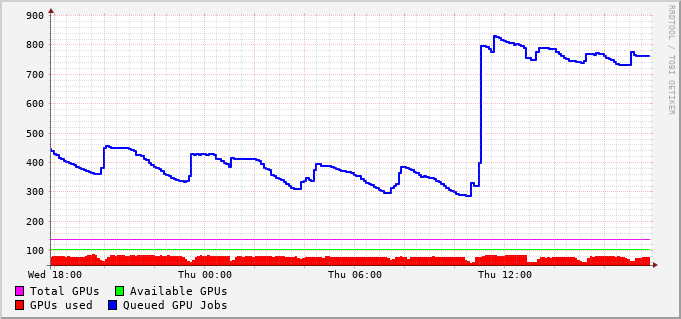 900
800
700
600
500
400
300
200
100
Wed 18:00 Thu 00:00 Thu 06:00 Thu 12:00
Total GPUs Available GPUs
GPUs used Queued GPU Jobs
RRDTOOL / TOBI OETIKER